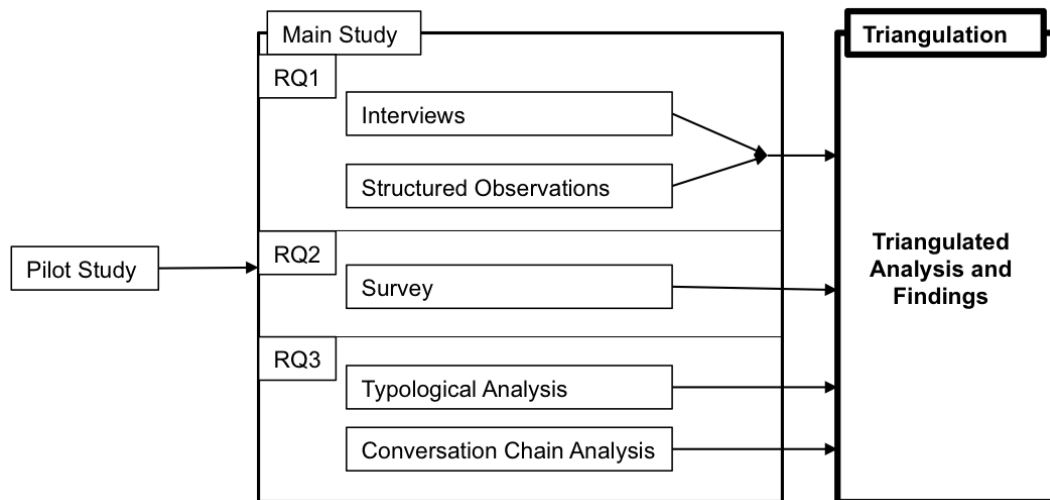 Main Study
Triangulation
RQ1
Interviews
Structured Observations
Pilot Study
RQ2
Survey
Triangulated
Analysis and
Findings
RQ3
Typological Analysis
Conversation Chain Analysis